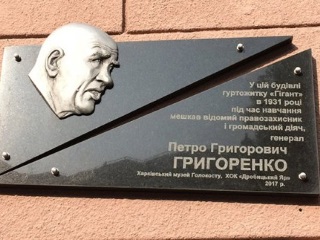 У цій будівлі
гуртожитку «Гігант»
в 1931 році
під час навчання
мешкав відомий правозахисник
і громадський діяч,
генерал
Петро Григорович
ГРИГОРЕНКО
Харківський музей Голокосту, ХОК «Дробицький Яр»
2017 р.